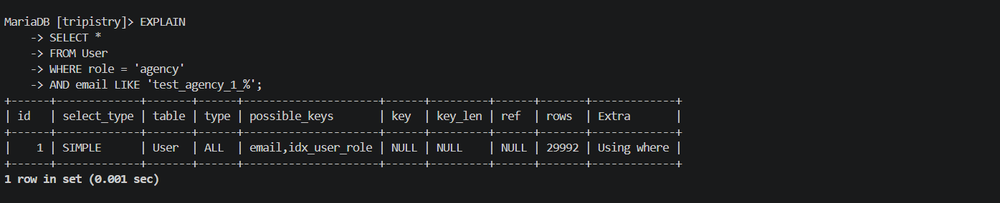 MariaDB [tripistry]> EXPLAIN
    -> SELECT *
    -> FROM User
    -> WHERE role = 'agency'
    -> AND email LIKE 'test_agency_1_%';
+------+-------------+-------+------+---------------------+------+---------+------+-------+-------------+
| id   | select_type | table | type | possible_keys       | key  | key_len | ref  | rows  | Extra       |
+------+-------------+-------+------+---------------------+------+---------+------+-------+-------------+
|    1 | SIMPLE      | User  | ALL  | email,idx_user_role | NULL | NULL    | NULL | 29992 | Using where |
+------+-------------+-------+------+---------------------+------+---------+------+-------+-------------+
1 row in set (0.001 sec)